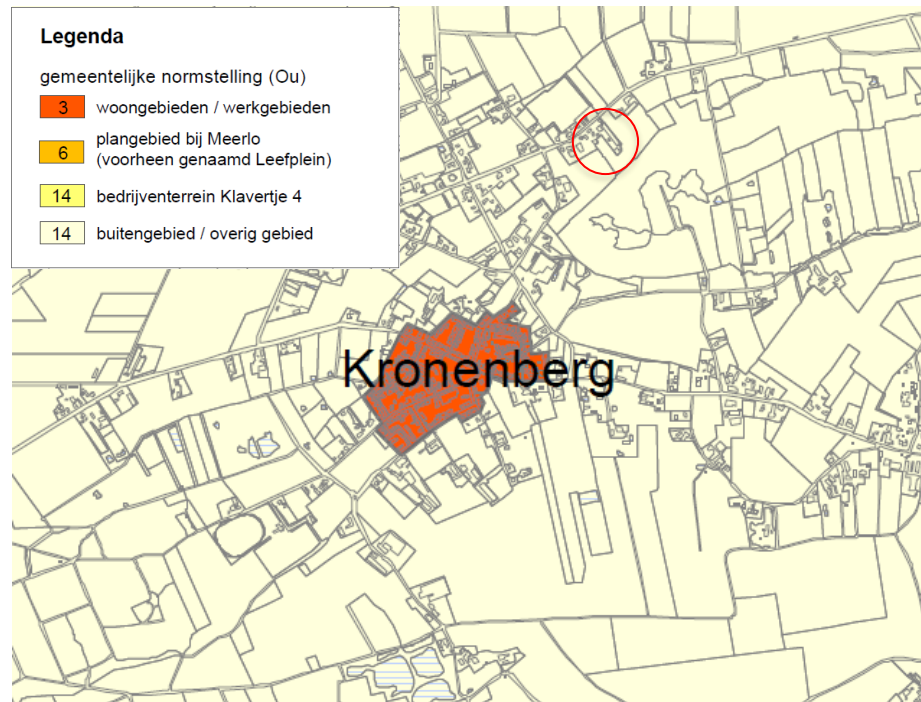 Legenda
gemeentelijke normstelling (Ou)
3 woongebieden / werkgebieden
6 plangebied bij Meerlo
(voorheen genaamd Leefplein)
14 bedrijventerrein Klavertje 4
14 buitengebied / overig gebied
Kronenberg